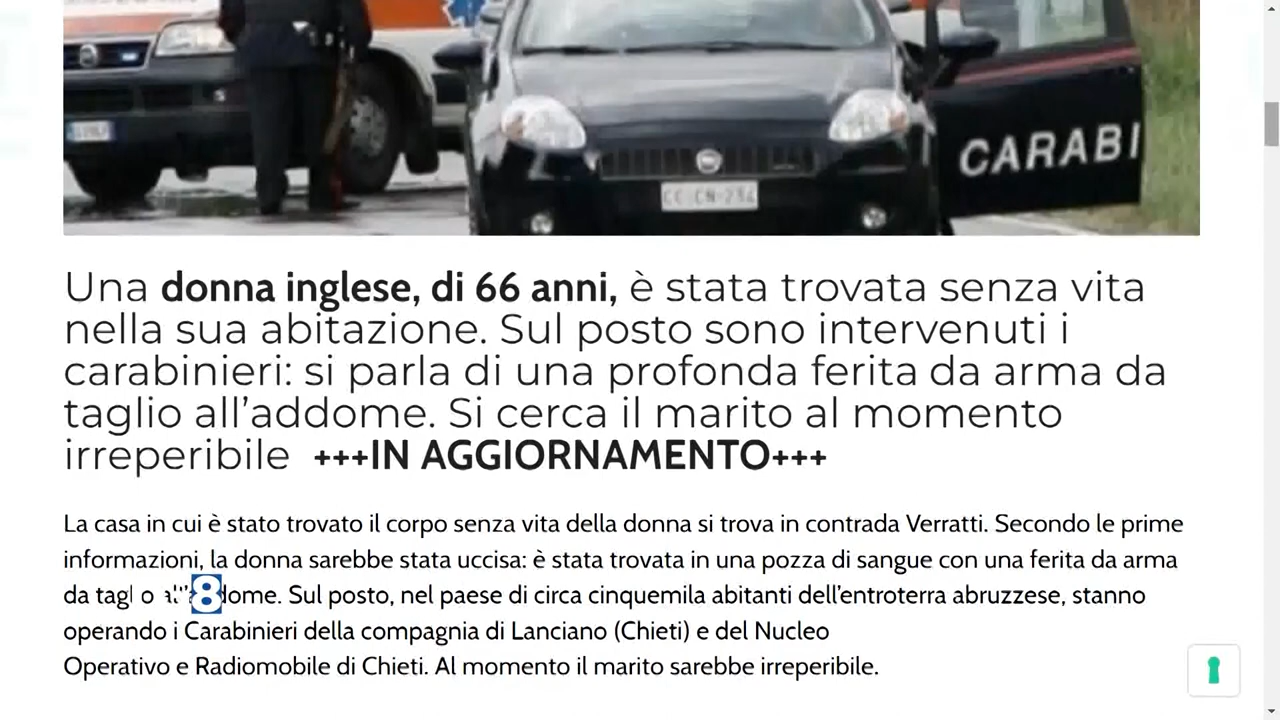 CARABI
CC CN-234
Una donna inglese, di 66 anni, è stata trovata senza vita
nella sua abitazione. Sul posto sono intervenuti i
carabinieri: si parla di una profonda ferita da arma da
taglio all’addome. Si cerca il marito al momento
irreperibile +++IN AGGIORNAMENTO+++
La casa in cui è stato trovato il corpo senza vita della donna si trova in contrada Verratti. Secondo le prime
informazioni, la donna sarebbe stata uccisa: è stata trovata in una pozza di sangue con una ferita da arma
8
dome. Sul posto, nel paese di circa cinquemila abitanti dell'entroterra abruzzese, stanno
operando i Carabinieri della compagnia di Lanciano (Chieti) e del Nucleo
Operativo e Radiomobile di Chieti. Al momento il marito sarebbe irreperibile.